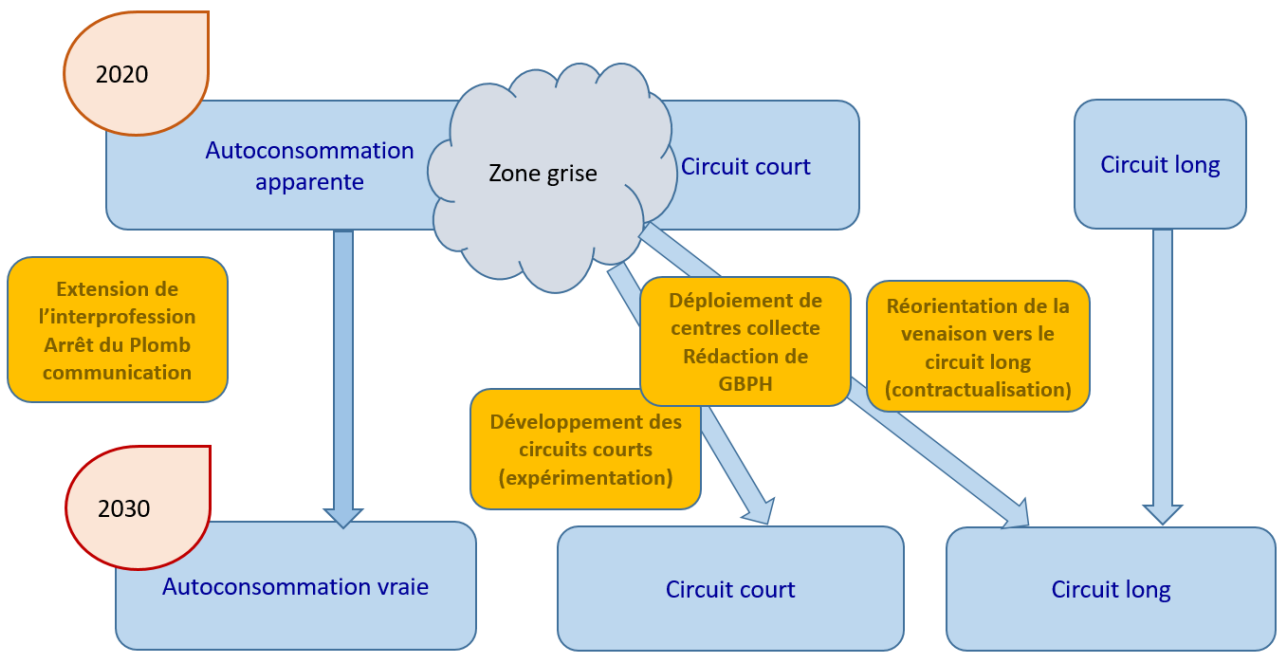 2020
Autoconsommation
apparente
Zone grise
Circuit court
Circuit long
Extension de
l’interprofession
Arrêt du Plomb
communication
Déploiement de
centres collecte
Rédaction de
GBPH
Réorientation de la
venaison vers le
circuit long
(contractualisation)
Développement des
circuits courts
(expérimentation)
2030
Autoconsommation vraie
Circuit court
Circuit long